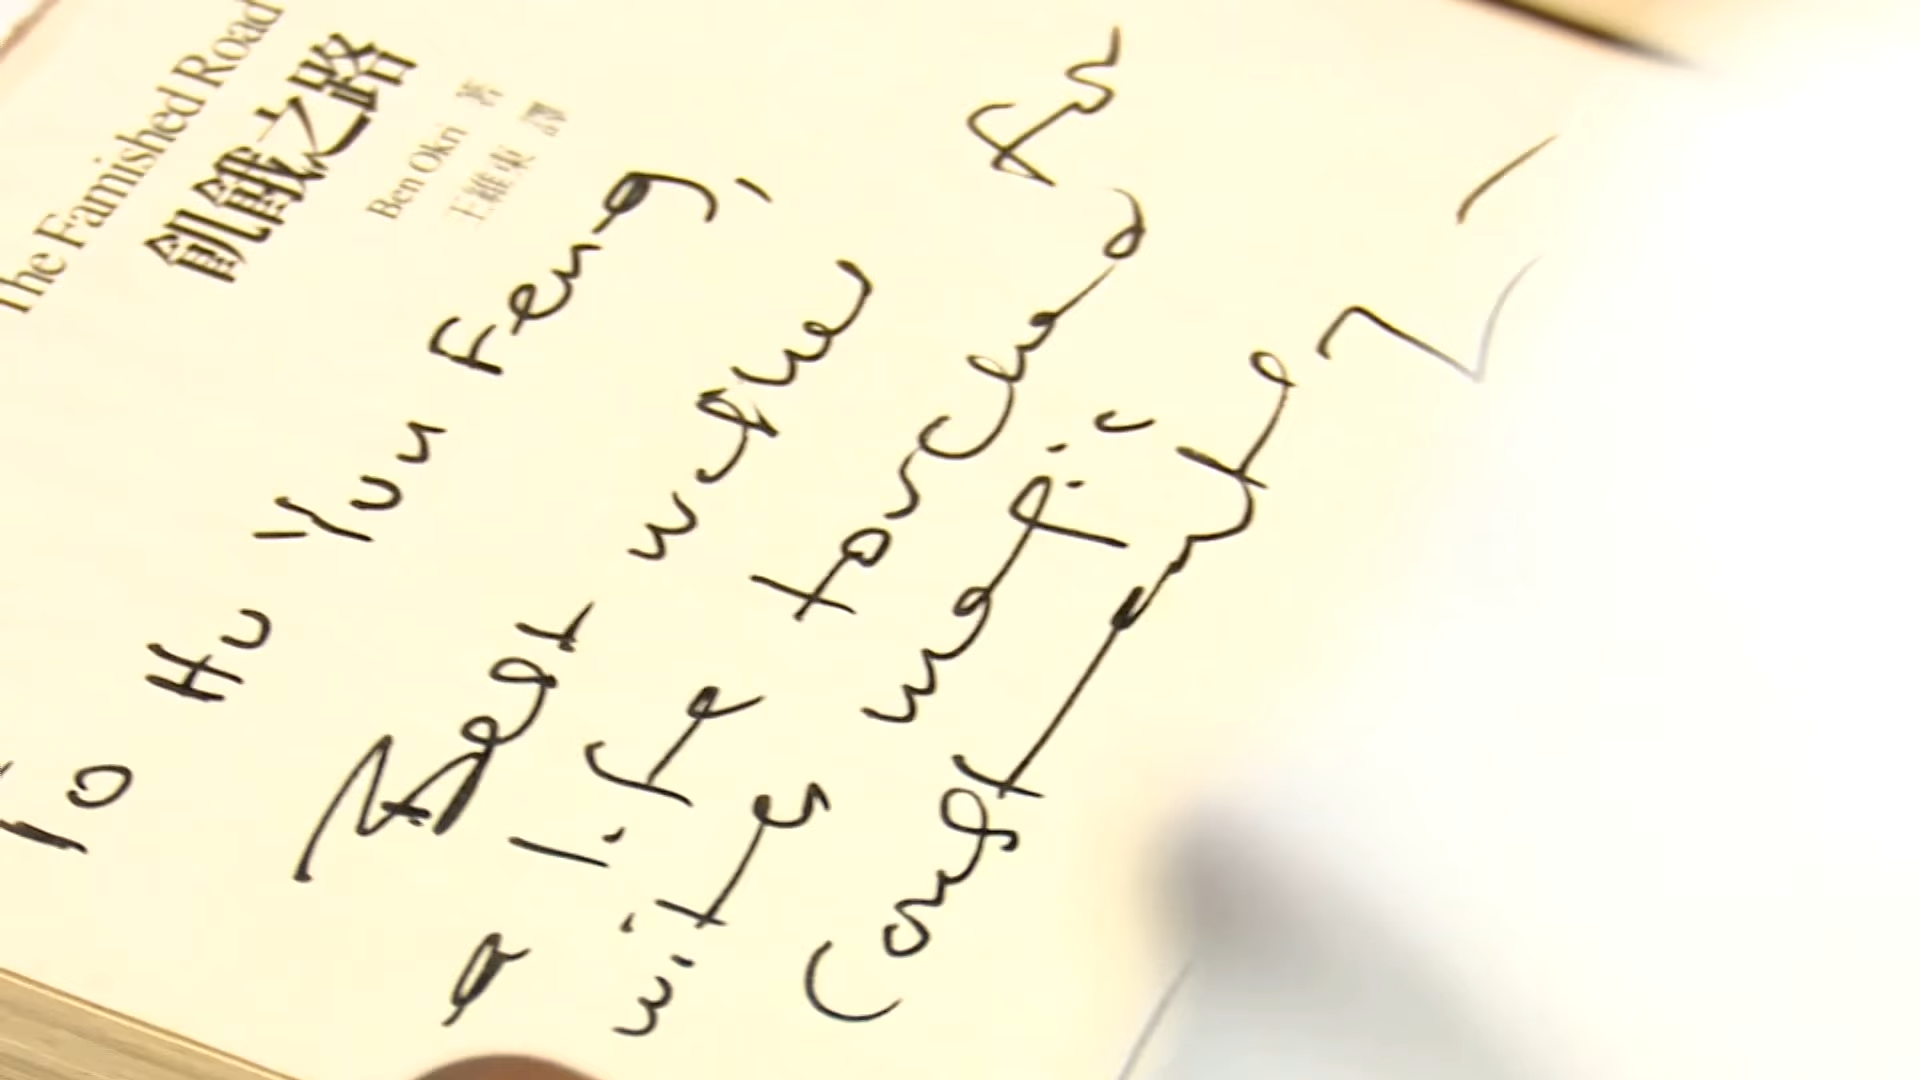 The Famished Road
飢餓之路
Ben Okri 著
王維東 譯
To Hu Yun Feng,
Best wishes for
a life touched
with magic